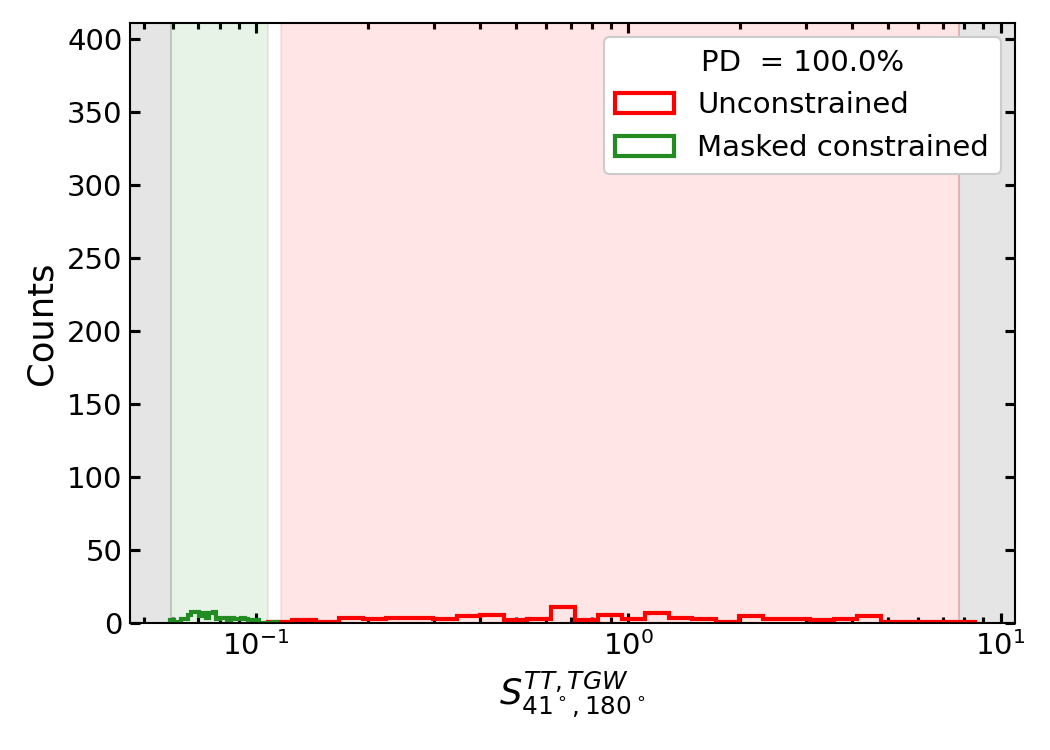 PD = 100.0%
Unconstrained
Masked constrained
400
350
300
250
200
150
100
50
0
Counts
10⁻¹
10⁰
10¹
S^{TT,TGW}_{41°,180°}